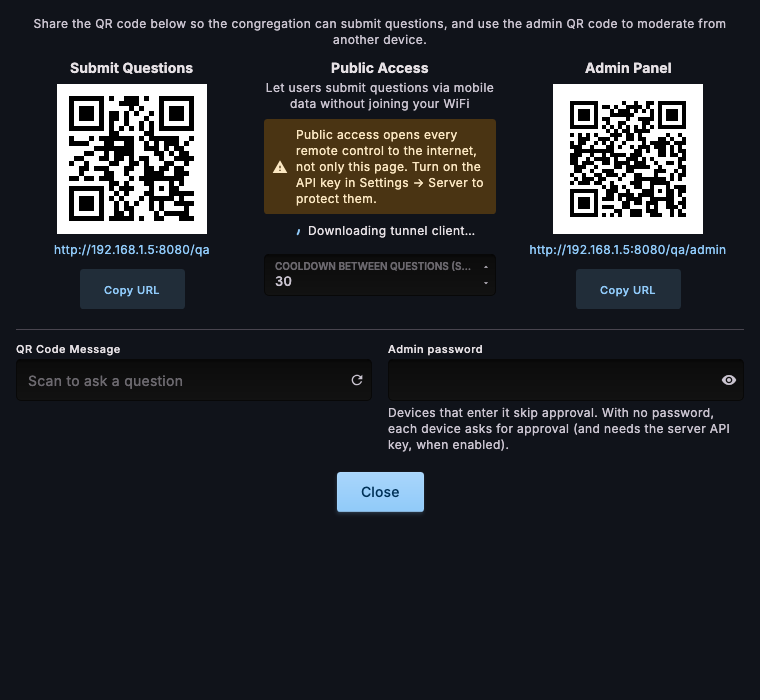 Share the QR code below so the congregation can submit questions, and use the admin QR code to moderate from
another device.
Submit Questions
http://192.168.1.5:8080/qa
Copy URL
Public Access
Let users submit questions via mobile
data without joining your WiFi
Public access opens every
remote control to the internet,
not only this page. Turn on the
API key in Settings → Server to
protect them.
Downloading tunnel client...
COOLDOWN BETWEEN QUESTIONS (S...
30
Admin Panel
http://192.168.1.5:8080/qa/admin
Copy URL
QR Code Message
Scan to ask a question
Admin password
Devices that enter it skip approval. With no password,
each device asks for approval (and needs the server API
key, when enabled).
Close